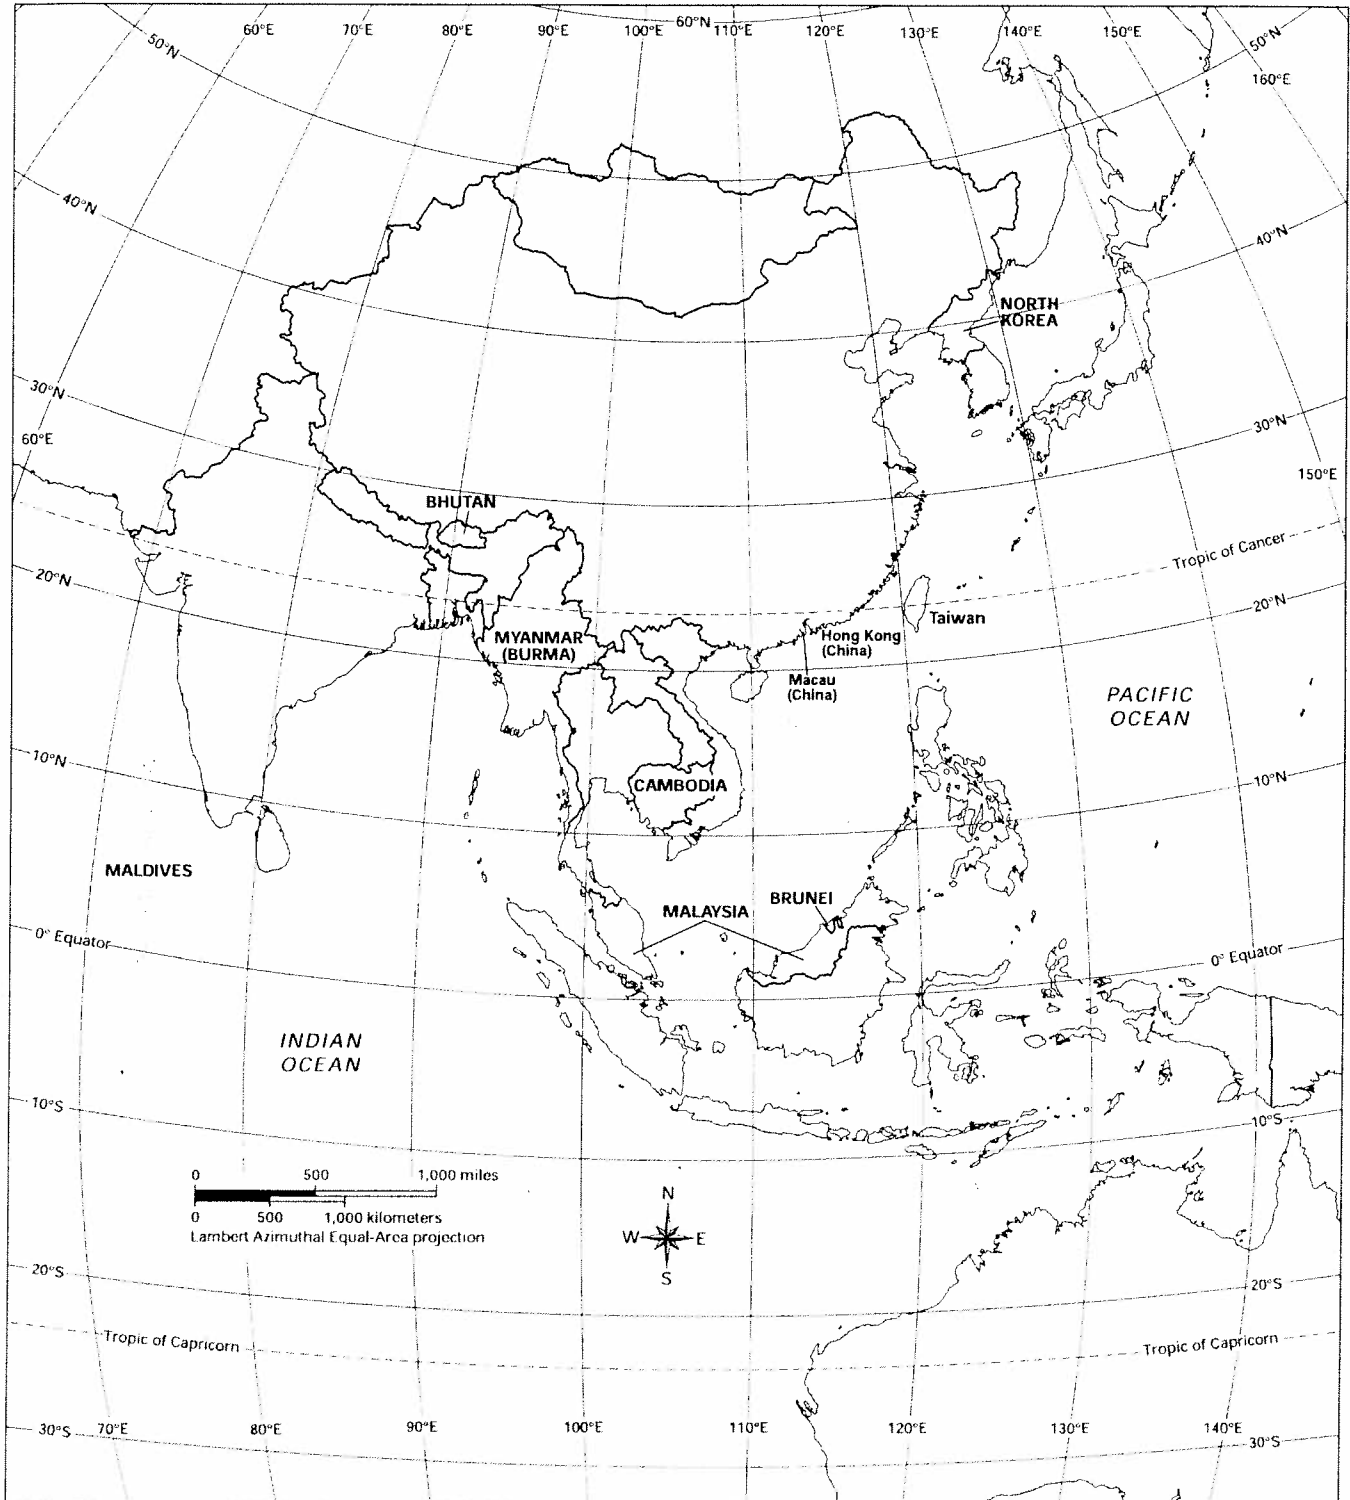 60°N
50°N
60°E
70°E
80°E
90°E
100°E
110°E
120°E
130°E
140°E
150°E
50°N
160°E
40°N
40°N
NORTH
KOREA
30°N
30°N
60°E
150°E
BHUTAN
Tropic of Cancer
20°N
20°N
Taiwan
MYANMAR
(BURMA)
Hong Kong
(China)
Macau
(China)
PACIFIC
OCEAN
10°N
10°N
CAMBODIA
MALDIVES
BRUNEI
MALAYSIA
0° Equator
0° Equator
INDIAN
OCEAN
10°S
10°S
0 500 1,000 miles
0 500 1,000 kilometers
Lambert Azimuthal Equal-Area projection
N
W E
S
20°S
20°S
Tropic of Capricorn
Tropic of Capricorn
30°S
70°E
80°E
90°E
100°E
110°E
120°E
130°E
140°E
30°S